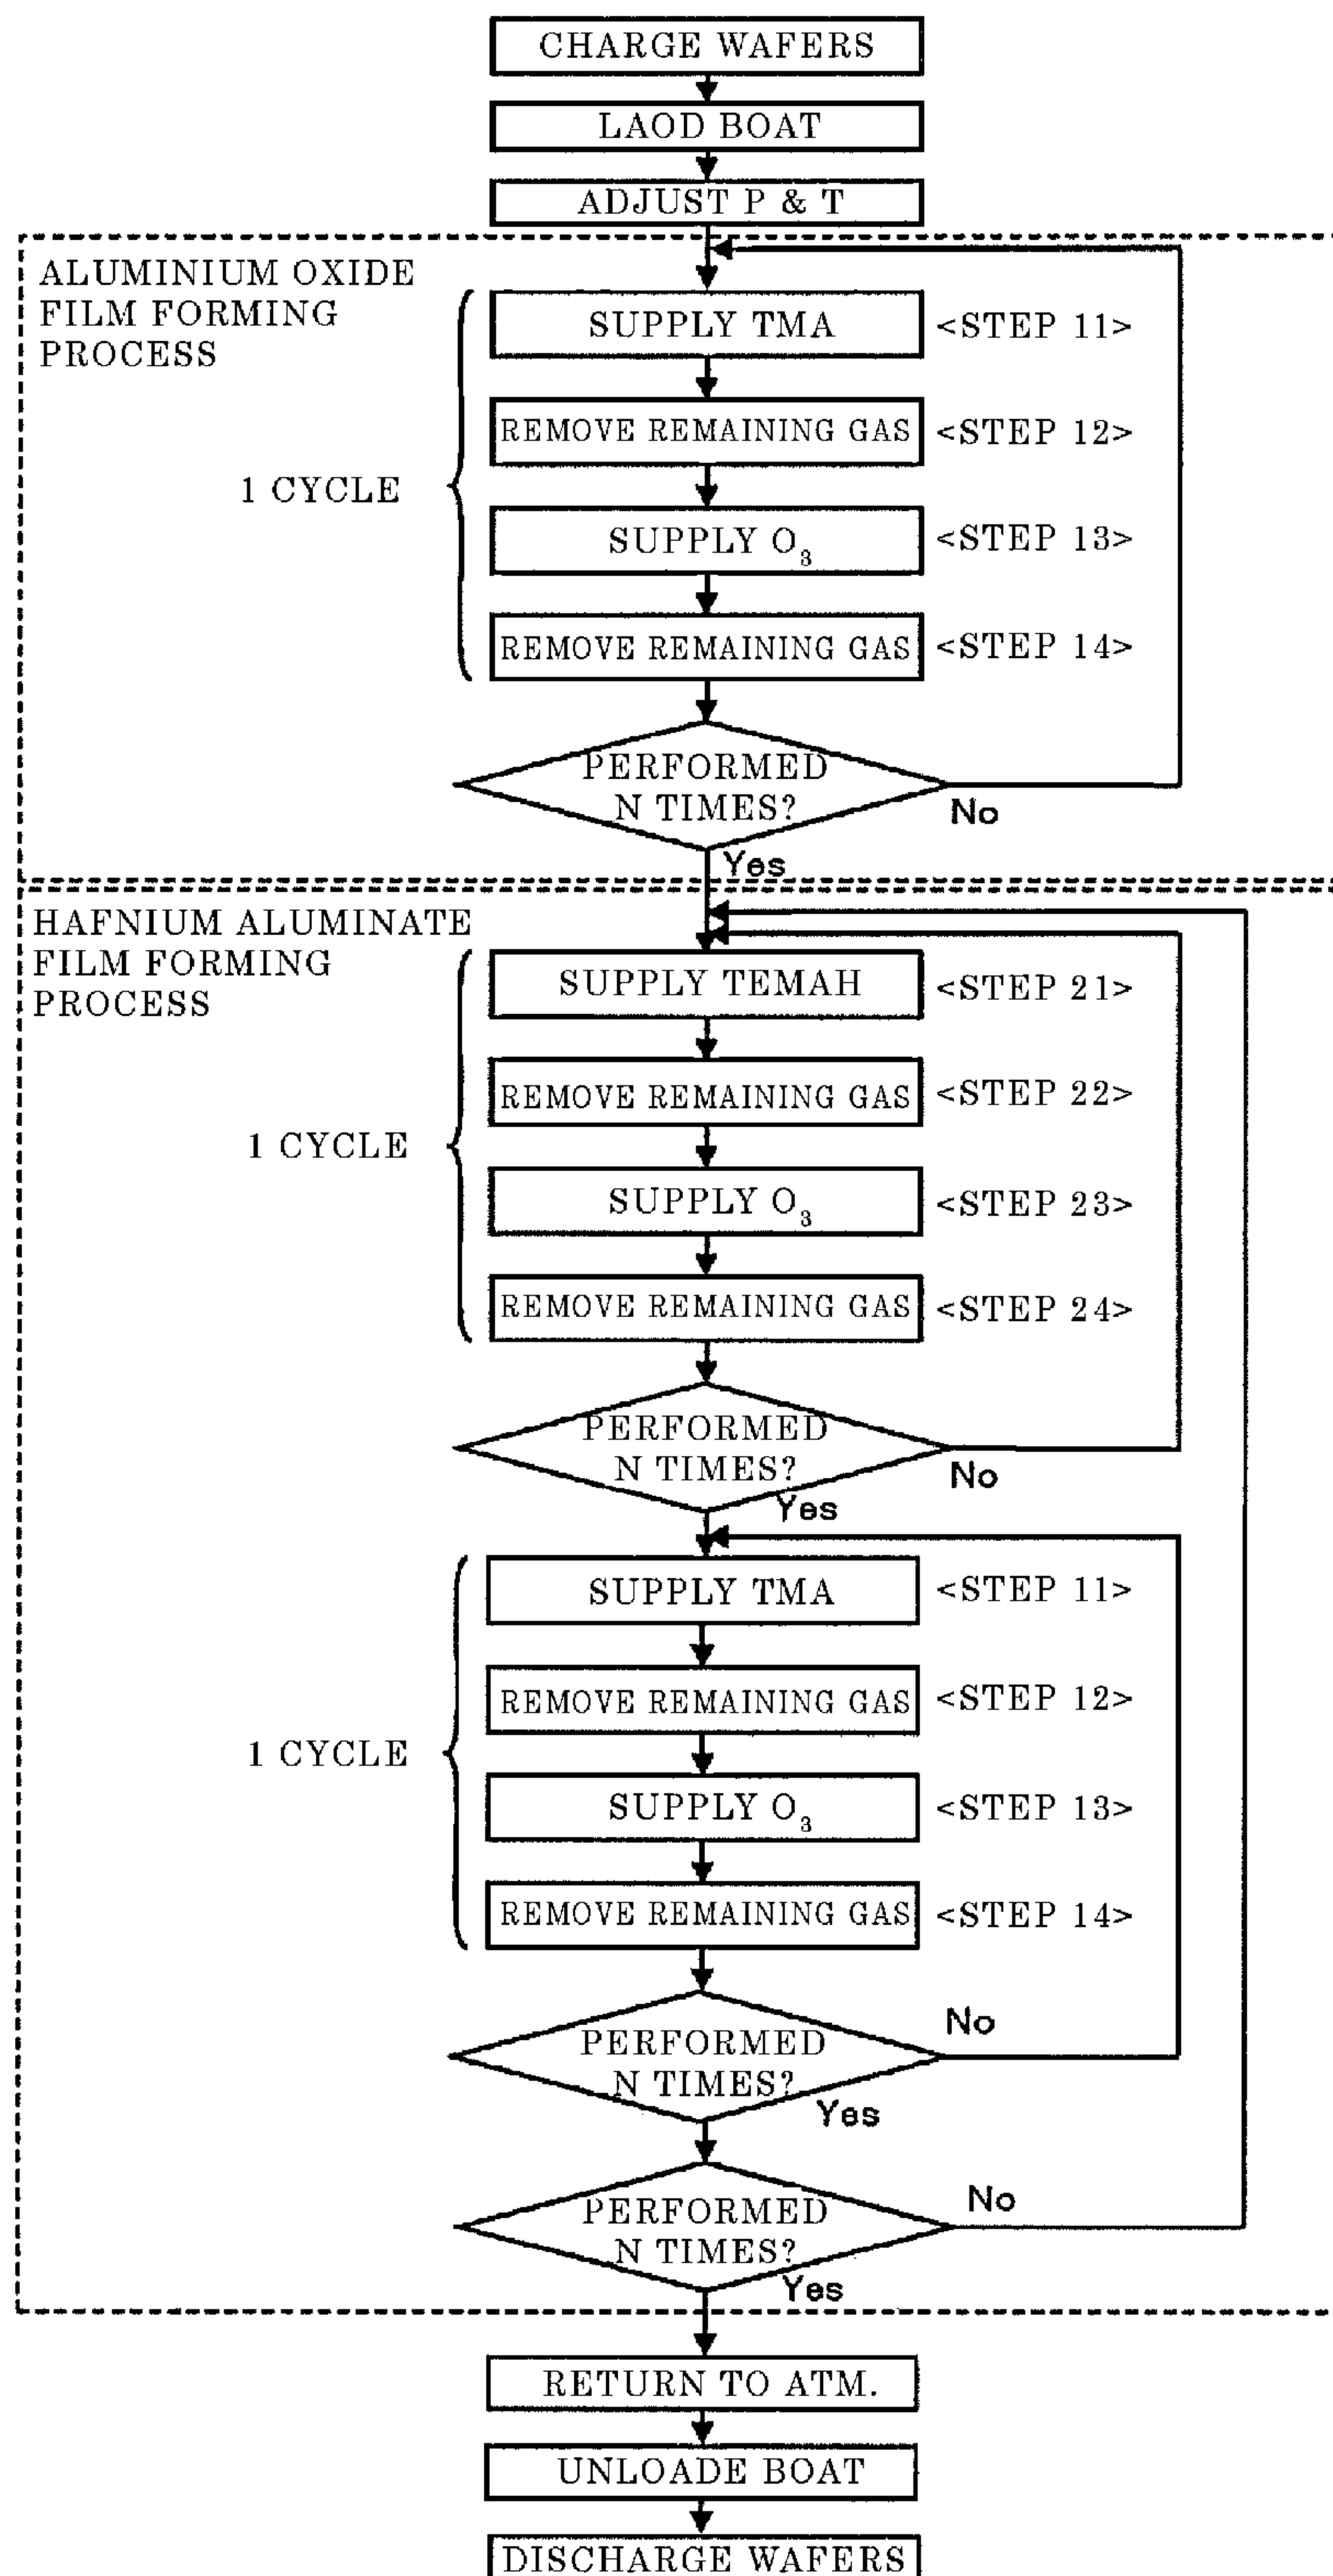 CHARGE WAFERS
LAOD BOAT
ADJUST P & T
ALUMINIUM OXIDE
FILM FORMING
PROCESS
SUPPLY TMA <STEP 11>
REMOVE REMAINING GAS <STEP 12>
1 CYCLE
SUPPLY O₃ <STEP 13>
REMOVE REMAINING GAS <STEP 14>
PERFORMED
N TIMES?
No
Yes
HAFNIUM ALUMINATE
FILM FORMING
PROCESS
SUPPLY TEMAH <STEP 21>
REMOVE REMAINING GAS <STEP 22>
1 CYCLE
SUPPLY O₃ <STEP 23>
REMOVE REMAINING GAS <STEP 24>
PERFORMED
N TIMES?
No
Yes
SUPPLY TMA <STEP 11>
REMOVE REMAINING GAS <STEP 12>
1 CYCLE
SUPPLY O₃ <STEP 13>
REMOVE REMAINING GAS <STEP 14>
PERFORMED
N TIMES?
No
Yes
PERFORMED
N TIMES?
No
Yes
RETURN TO ATM.
UNLOADE BOAT
DISCHARGE WAFERS